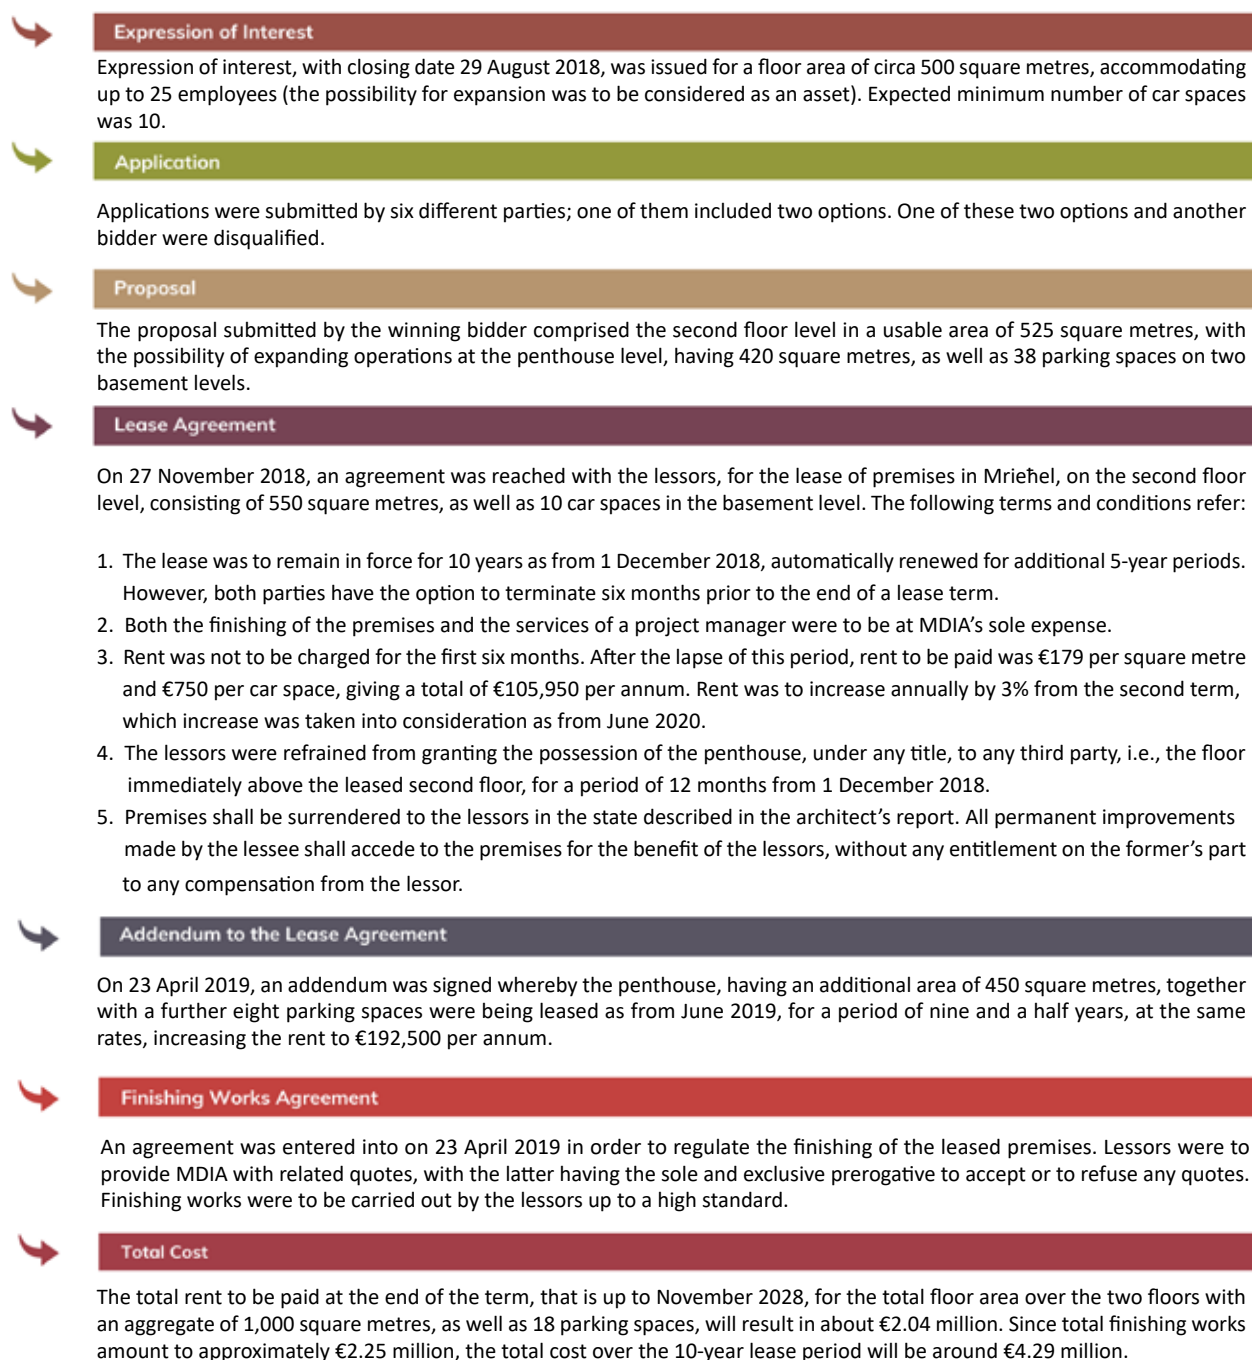 Expression of Interest
Expression of interest, with closing date 29 August 2018, was issued for a floor area of circa 500 square metres, accommodating
up to 25 employees (the possibility for expansion was to be considered as an asset). Expected minimum number of car spaces
was 10.
Application
Applications were submitted by six different parties; one of them included two options. One of these two options and another
bidder were disqualified.
Proposal
The proposal submitted by the winning bidder comprised the second floor level in a usable area of 525 square metres, with
the possibility of expanding operations at the penthouse level, having 420 square metres, as well as 38 parking spaces on two
basement levels.
Lease Agreement
On 27 November 2018, an agreement was reached with the lessors, for the lease of premises in Mrieħel, on the second floor
level, consisting of 550 square metres, as well as 10 car spaces in the basement level. The following terms and conditions refer:
1. The lease was to remain in force for 10 years as from 1 December 2018, automatically renewed for additional 5-year periods.
However, both parties have the option to terminate six months prior to the end of a lease term.
2. Both the finishing of the premises and the services of a project manager were to be at MDIA's sole expense.
3. Rent was not to be charged for the first six months. After the lapse of this period, rent to be paid was €179 per square metre
and €750 per car space, giving a total of €105,950 per annum. Rent was to increase annually by 3% from the second term,
which increase was taken into consideration as from June 2020.
4. The lessors were refrained from granting the possession of the penthouse, under any title, to any third party, i.e., the floor
immediately above the leased second floor, for a period of 12 months from 1 December 2018.
5. Premises shall be surrendered to the lessors in the state described in the architect's report. All permanent improvements
made by the lessee shall accede to the premises for the benefit of the lessors, without any entitlement on the former's part
to any compensation from the lessor.
Addendum to the Lease Agreement
On 23 April 2019, an addendum was signed whereby the penthouse, having an additional area of 450 square metres, together
with a further eight parking spaces were being leased as from June 2019, for a period of nine and a half years, at the same
rates, increasing the rent to €192,500 per annum.
Finishing Works Agreement
An agreement was entered into on 23 April 2019 in order to regulate the finishing of the leased premises. Lessors were to
provide MDIA with related quotes, with the latter having the sole and exclusive prerogative to accept or to refuse any quotes.
Finishing works were to be carried out by the lessors up to a high standard.
Total Cost
The total rent to be paid at the end of the term, that is up to November 2028, for the total floor area over the two floors with
an aggregate of 1,000 square metres, as well as 18 parking spaces, will result in about €2.04 million. Since total finishing works
amount to approximately €2.25 million, the total cost over the 10-year lease period will be around €4.29 million.